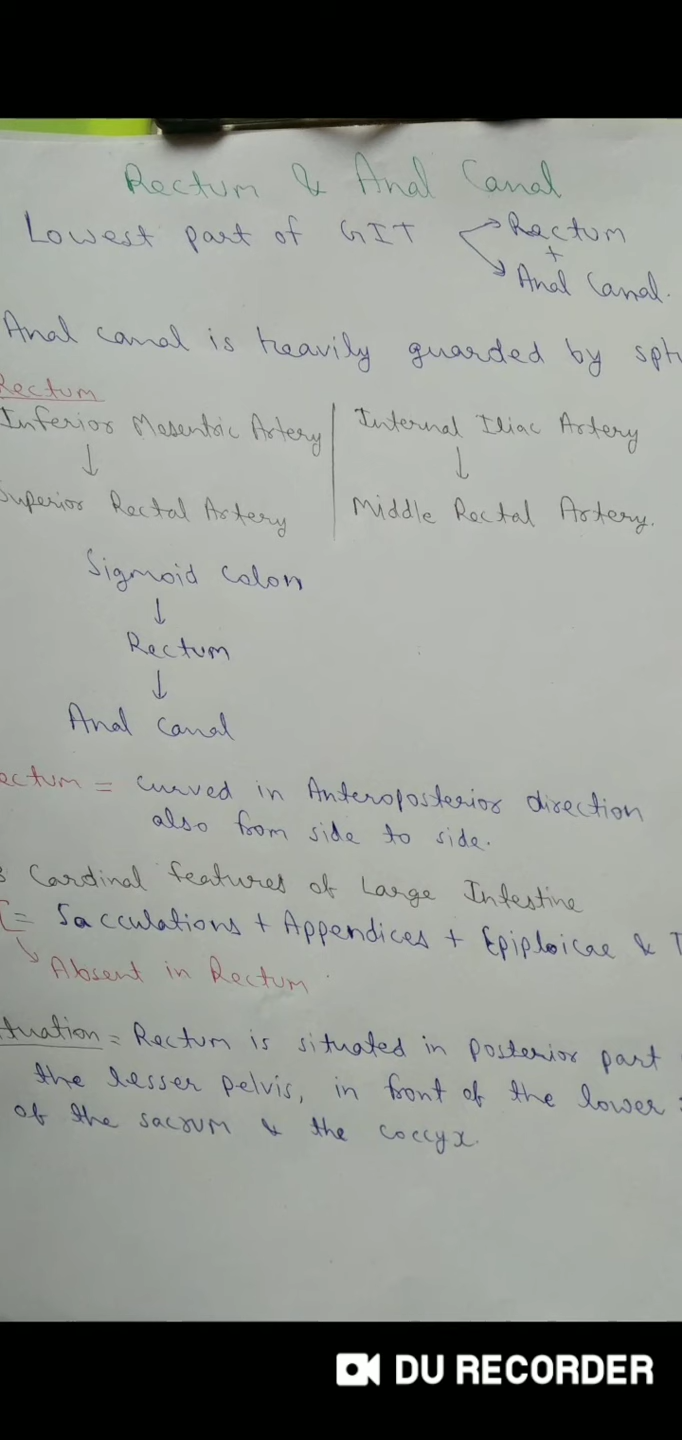 Rectum & Anal Canal
Lowest part of GIT → Rectum
+
→ Anal Canal.
Anal canal is heavily guarded by
Rectum
Inferior Mesentric Artery | Internal Iliac Artery
↓ ↓
Superior Rectal Artery | Middle Rectal Artery.
Sigmoid Colon
↓
Rectum
↓
Anal canal
ectum = curved in Anteroposterior direction
also from side to side.
3 Cardinal features of Large Intestine
= Sacculations + Appendices + Epiploicae &
→ Absent in Rectum
tuation = Rectum is situated in posterior part
the lesser pelvis, in front of the lower
of the sacrum & the coccyx.
DU RECORDER